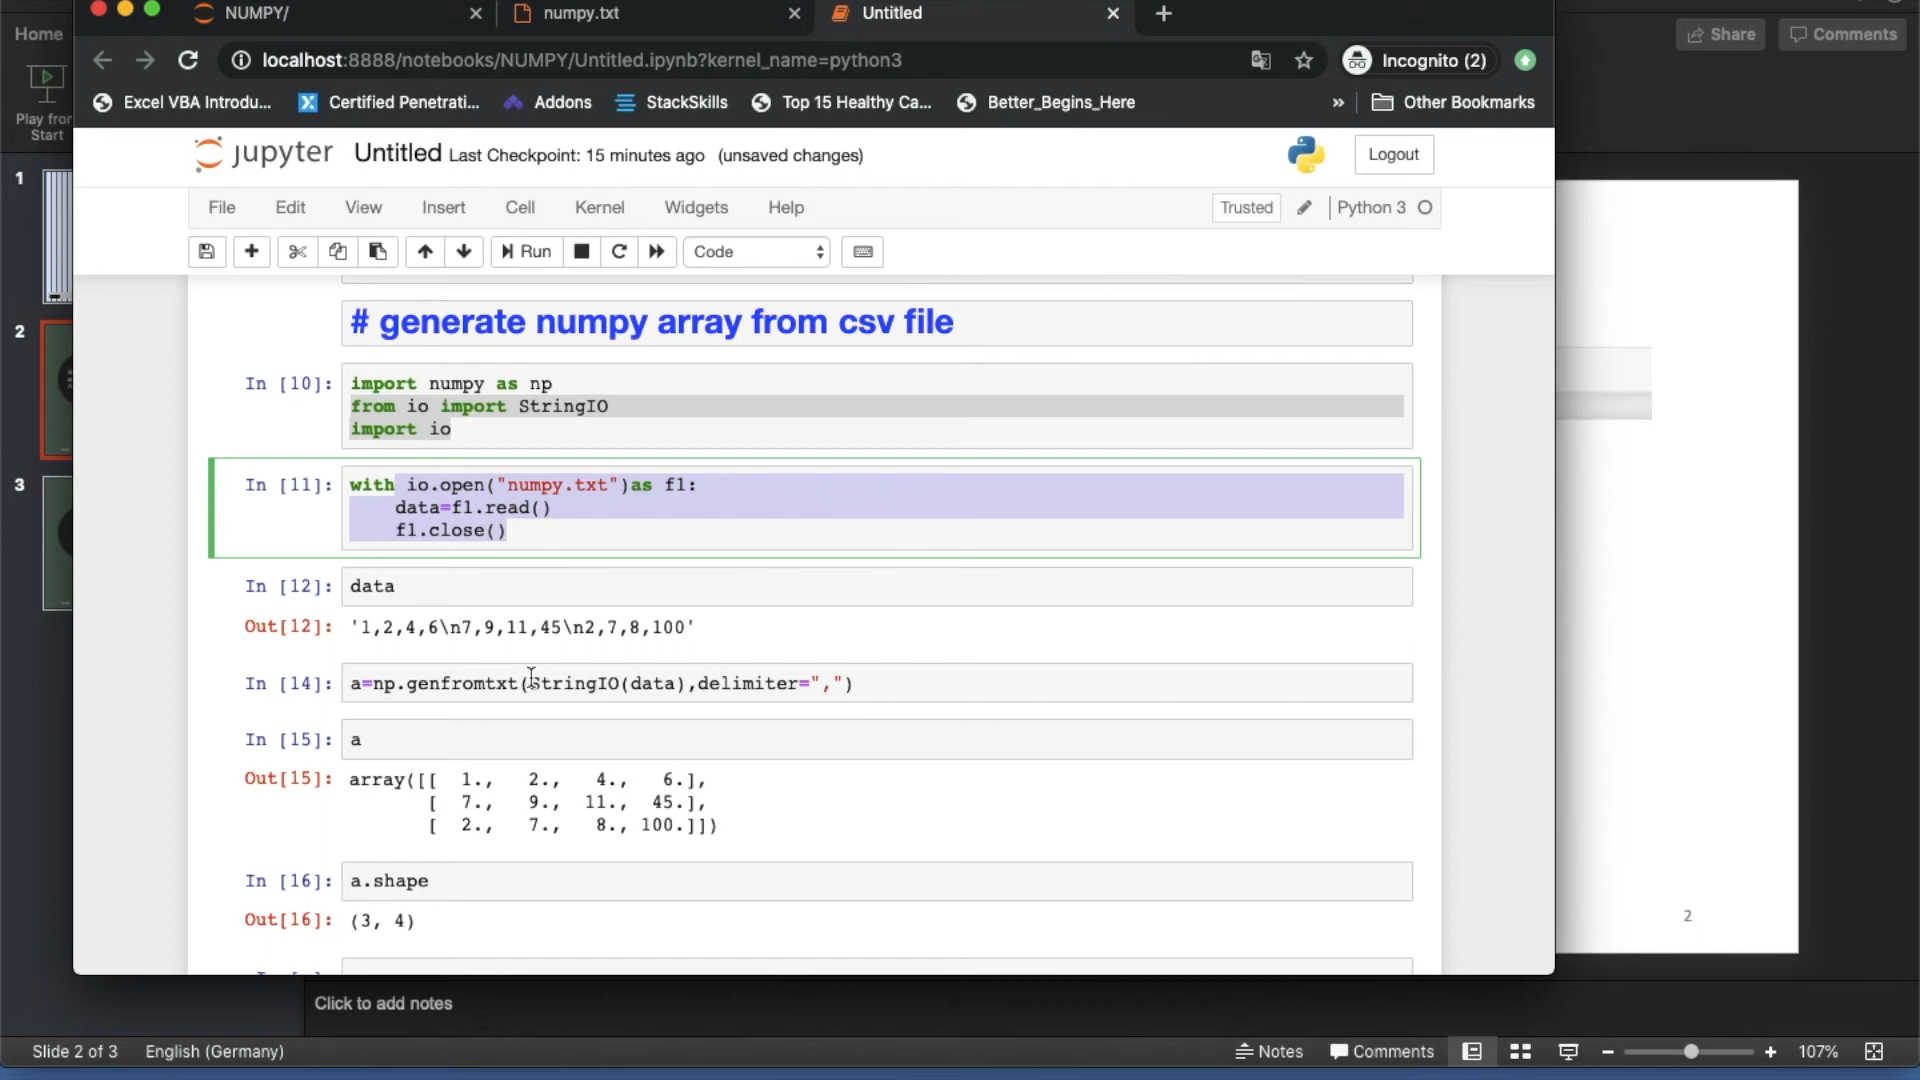 NUMPY/
numpy.txt
Untitled
Home
Share
Comments
localhost:8888/notebooks/NUMPY/Untitled.ipynb?kernel_name=python3
Incognito (2)
Play from
Start
Excel VBA Introdu...
Certified Penetrati...
Addons
StackSkills
Top 15 Healthy Ca...
Better_Begins_Here
»
Other Bookmarks
jupyter
Untitled Last Checkpoint: 15 minutes ago (unsaved changes)
Logout
File
Edit
View
Insert
Cell
Kernel
Widgets
Help
Trusted
Python 3
Run
Code
1
2
3
# generate numpy array from csv file
In [10]: import numpy as np
from io import StringIO
import io
In [11]: with io.open("numpy.txt")as f1:
data=f1.read()
f1.close()
In [12]: data
Out[12]: '1,2,4,6\n7,9,11,45\n2,7,8,100'
In [14]: a=np.genfromtxt(StringIO(data),delimiter=",")
In [15]: a
Out[15]: array([[ 1., 2., 4., 6.],
[ 7., 9., 11., 45.],
[ 2., 7., 8., 100.]])
In [16]: a.shape
Out[16]: (3, 4)
2
Click to add notes
Slide 2 of 3
English (Germany)
Notes
Comments
107%